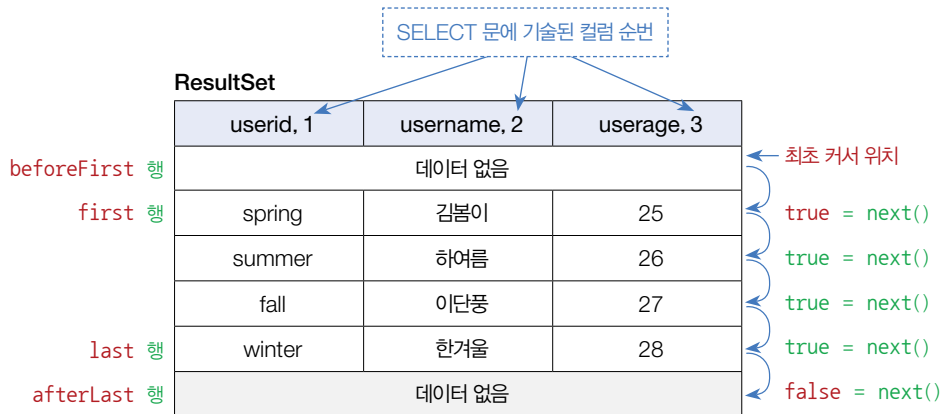 SELECT 문에 기술된 컬럼 순번
ResultSet
userid, 1 username, 2 userage, 3
beforeFirst 행 데이터 없음 최초 커서 위치
first 행 spring 김봄이 25 true = next()
summer 하여름 26 true = next()
fall 이단풍 27 true = next()
last 행 winter 한겨울 28 true = next()
afterLast 행 데이터 없음 false = next()